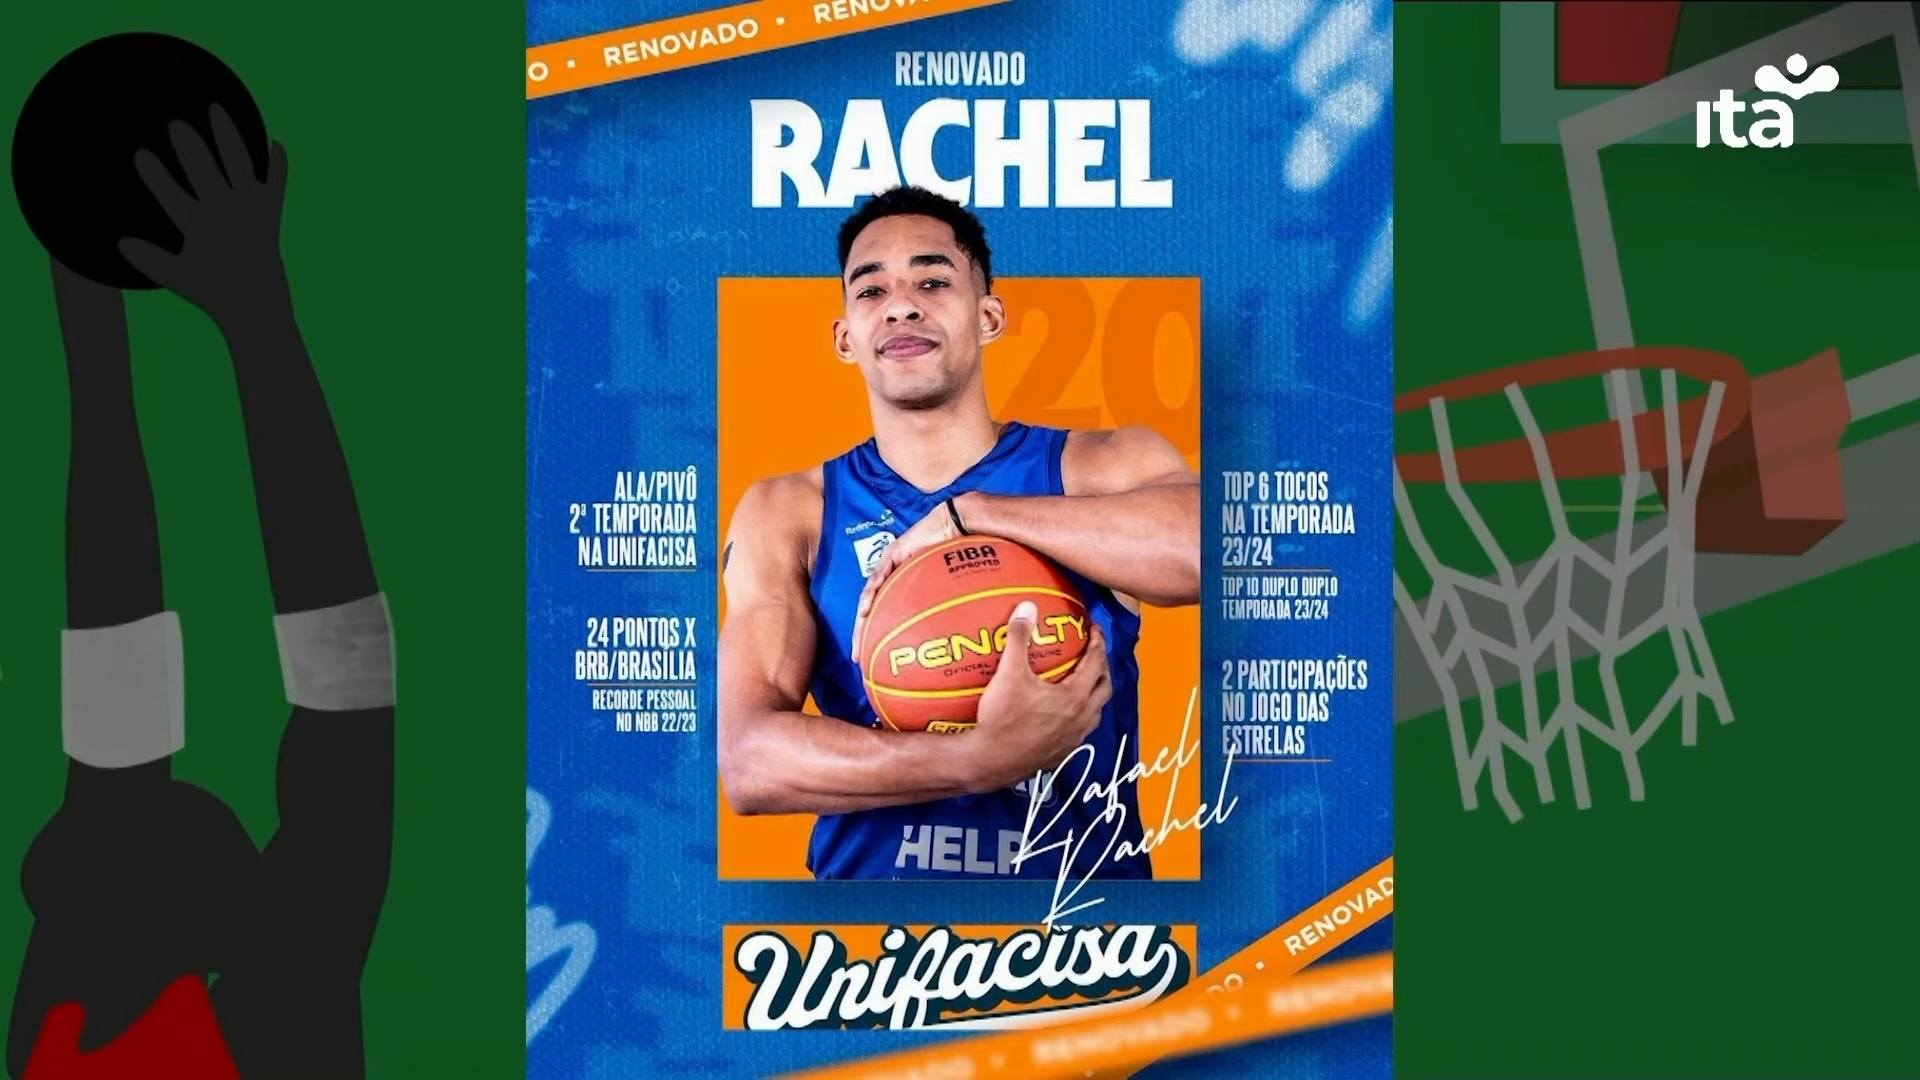 RENOVADO
RENOVADO
RACHEL
ita
20
ALA/PIVÔ
2ª TEMPORADA
NA UNIFACISA
24 PONTOS X
BRB/BRASÍLIA
RECORDE PESSOAL
NO NBB 22/23
TOP 6 TOCOS
NA TEMPORADA
23/24
TOP 10 DUPLO DUPLO
TEMPORADA 23/24
2 PARTICIPAÇÕES
NO JOGO DAS
ESTRELAS
FIBA
APPROVED
PENALTY
HELP
Rafael
Rachel
Unifacisa
RENOVAD
RENOVADO